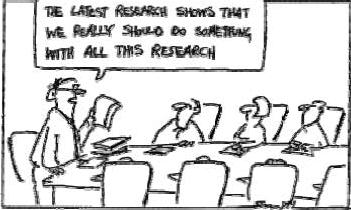 THE LATEST RESEARCH SHOWS THAT
WE REALLY SHOULD DO SOMETHING
WITH ALL THIS RESEARCH